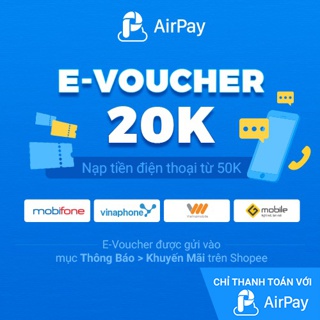 AirPay
E-VOUCHER
20K
Nạp tiền điện thoại từ 50K
mobifone vinaphone mobile
E-Voucher được gửi vào
mục Thông Báo > Khuyến Mãi trên Shopee
CHỈ THANH TOÁN VỚI
AirPay